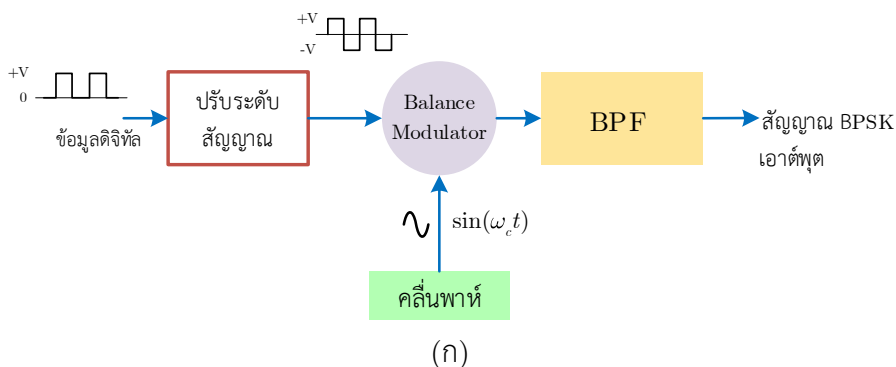 +V
-V
+V
0
ข้อมูลดิจิทัล
ปรับระดับ
สัญญาณ
Balance
Modulator
BPF
สัญญาณ BPSK
เอาต์พุต
sin(ω_c t)
คลื่นพาห์
(ก)